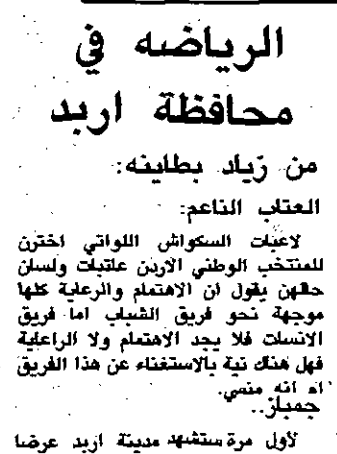 الرياضه في
محافظة اربد
من زياد بطاينه:
العتاب الناعم:
لاعبات السكواش اللواتي اخترن
للمنتخب الوطني الاردن عاتبات ولسان
حالهن يقول ان الاهتمام والرعاية كلها
موجهة نحو فريق الشباب اما فريق
الانسات فلا يجد الاهتمام ولا الراعاية
فهل هناك نية بالاستغناء عن هذا الفريق
ام انه منسي.
جمباز..
لأول مرة ستشهد مدينة اربد عرضا